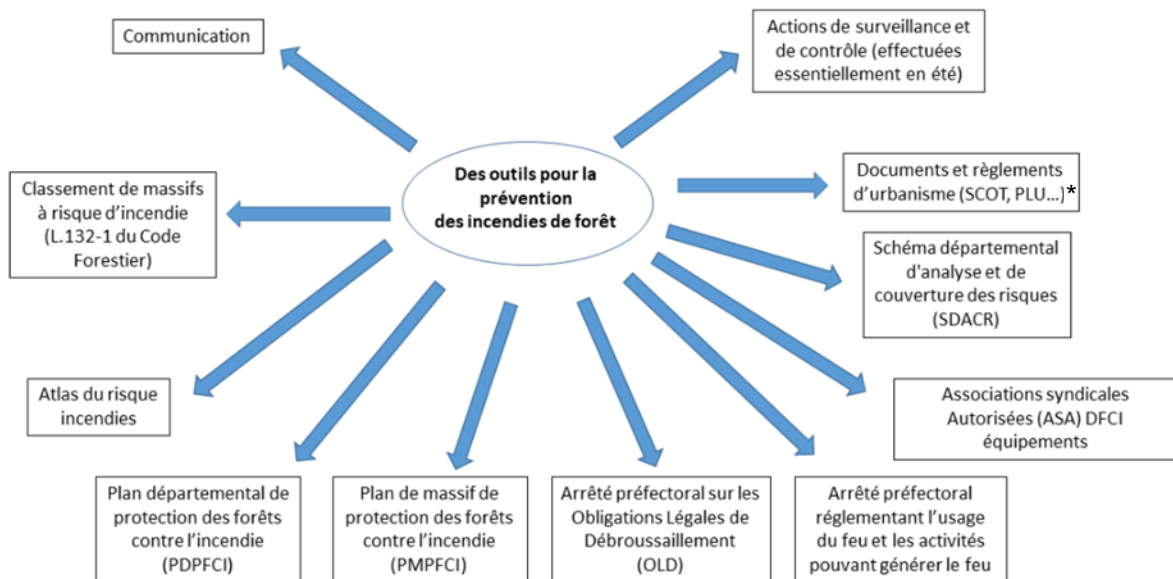 Communication
Actions de surveillance et
de contrôle (effectuées
essentiellement en été)
Des outils pour la
prévention
des incendies de forêt
Classement de massifs
à risque d'incendie
(L.132-1 du Code
Forestier)
Documents et règlements
d'urbanisme (SCOT, PLU...)*
Schéma départemental
d'analyse et de
couverture des risques
(SDACR)
Atlas du risque
incendies
Associations syndicales
Autorisées (ASA) DFCI
équipements
Plan départemental de
protection des forêts
contre l'incendie
(PDPFCI)
Plan de massif de
protection des forêts
contre l'incendie
(PMPFCI)
Arrêté préfectoral sur les
Obligations Légales de
Débroussaillement
(OLD)
Arrêté préfectoral
réglementant l'usage
du feu et les activités
pouvant générer le feu